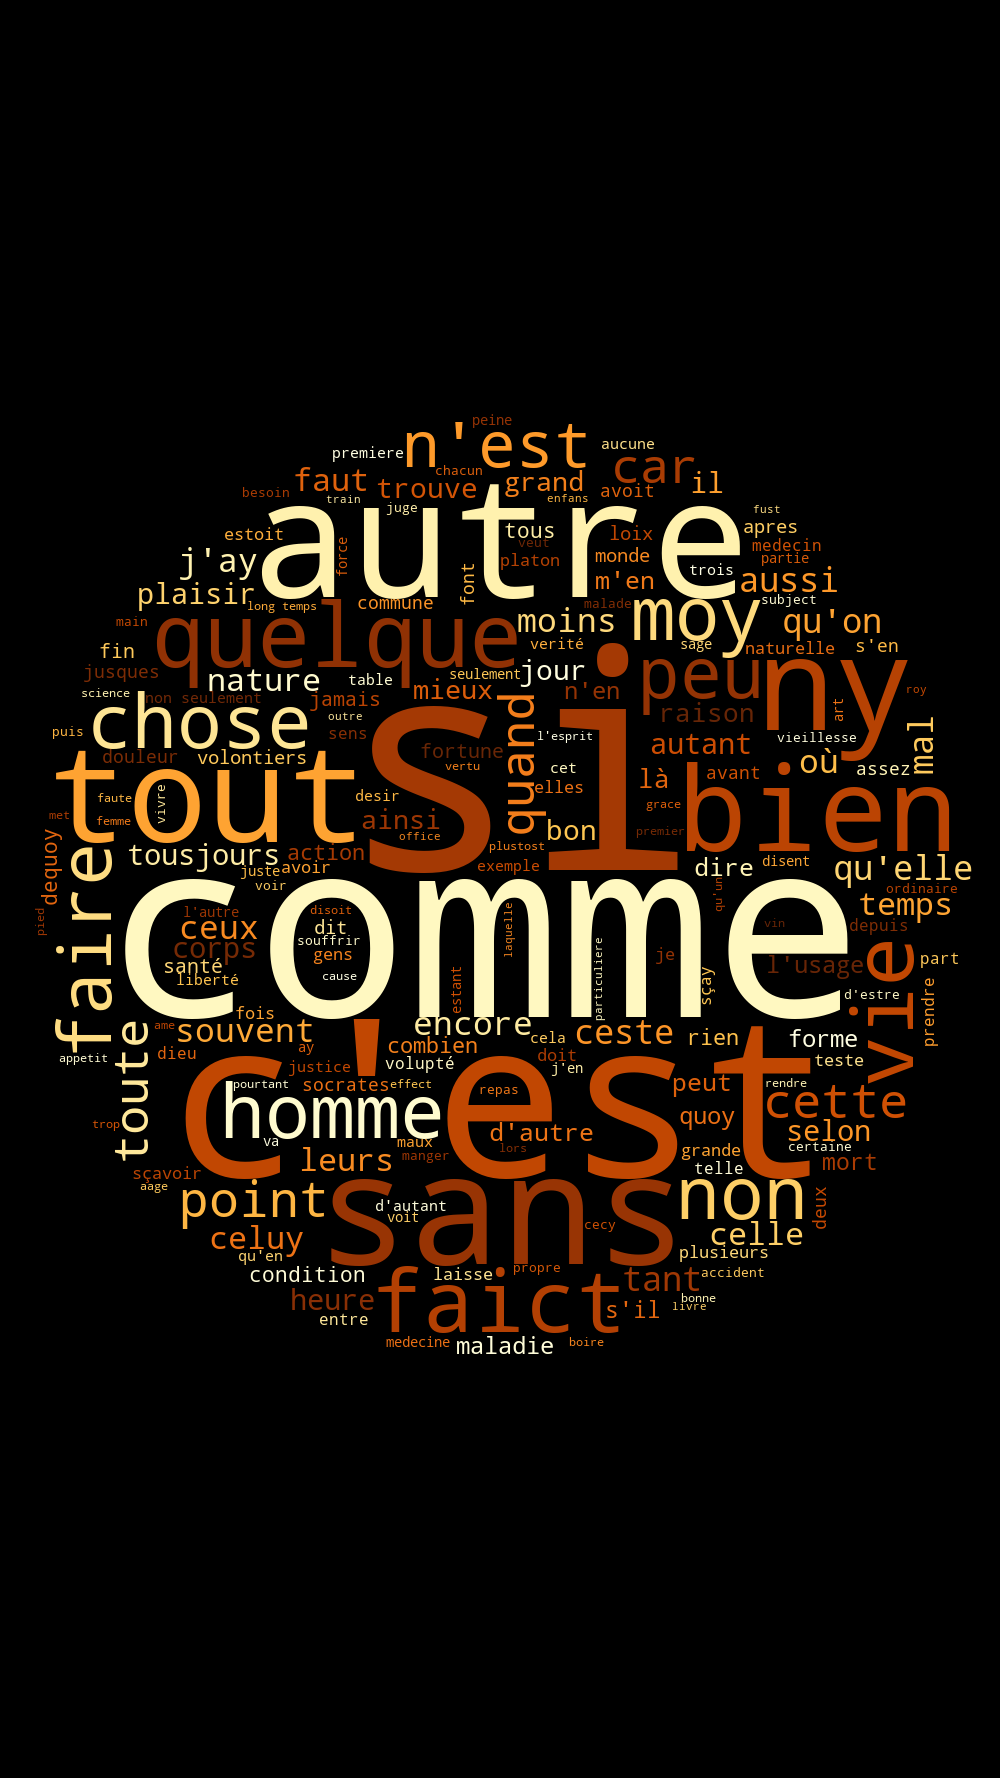 peine
n'est
aucune
premiere
car
chacun
faut
trouve
grand
il
besoin
train
enfans
avoit
juge
autre
fust
estoit
tous
loix
apres
j'ay
force
veut
monde
medecin
platon
partie
font
m'en
trois
aussi
plaisir
long temps
commune
malade
moy
subject
main
quelque
moins
qu'on
fin
verité
sage
naturelle
s'en
jusques
nature
table
seulement
jour
peu
ny
science
non seulement
jamais
mieux
n'en
roy
chose
outre
quand
raison
art
puis
sens
l'esprit
vieillesse
mal
douleur
volontiers
fortune
si
autant
où
tout
vertu
cet
assez
faute
vivre
desir
elles
là
avant
bien
met
femme
ainsi
office
bon
grace
premier
tousjours
action
plustost
dequoy
juste
avoir
exemple
dire
disent
qu'elle
faire
voir
comme
qu'un
ordinaire
l'autre
disoit
temps
pied
ceux
dit
laquelle
vin
depuis
corps
souffrir
particuliere
je
santé
gens
l'usage
part
liberté
cause
estant
sçay
vie
d'estre
fois
prendre
ame
souvent
encore
ceste
rien
forme
toute
c'est
cela
appetit
dieu
ay
combien
doit
teste
justice
volupté
j'en
pourtant
socrates
effect
repas
peut
rendre
homme
cette
trop
va
d'autre
quoy
selon
maux
lors
grande
certaine
leurs
manger
telle
mort
sçavoir
aage
sans
non
point
d'autant
deux
voit
cecy
celuy
celle
qu'en
plusieurs
condition
laisse
propre
tant
accident
heure
faict
bonne
s'il
livre
entre
medecine
maladie
boire